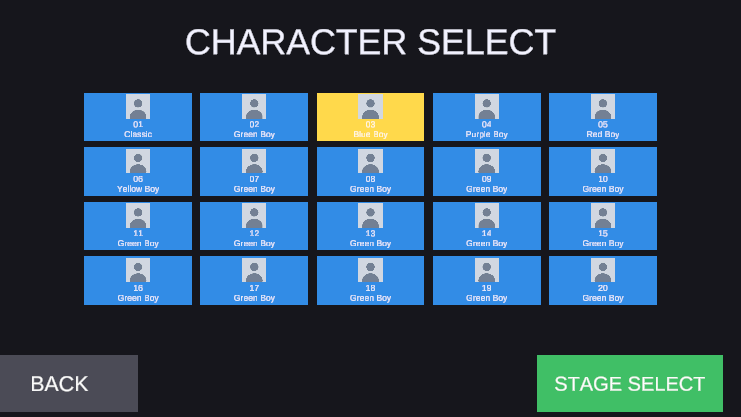 CHARACTER SELECT
01
Classic
02
Green Boy
03
Blue Boy
04
Purple Boy
05
Red Boy
06
Yellow Boy
07
Green Boy
08
Green Boy
09
Green Boy
10
Green Boy
11
Green Boy
12
Green Boy
13
Green Boy
14
Green Boy
15
Green Boy
16
Green Boy
17
Green Boy
18
Green Boy
19
Green Boy
20
Green Boy
BACK
STAGE SELECT